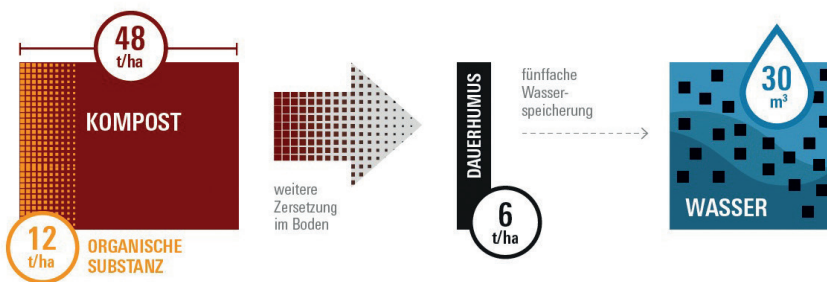 48
t/ha
KOMPOST
12
t/ha
ORGANISCHE
SUBSTANZ
weitere
Zersetzung
im Boden
DAUERHUMUS
6
t/ha
fünffache
Wasser-
speicherung
30
m³
WASSER